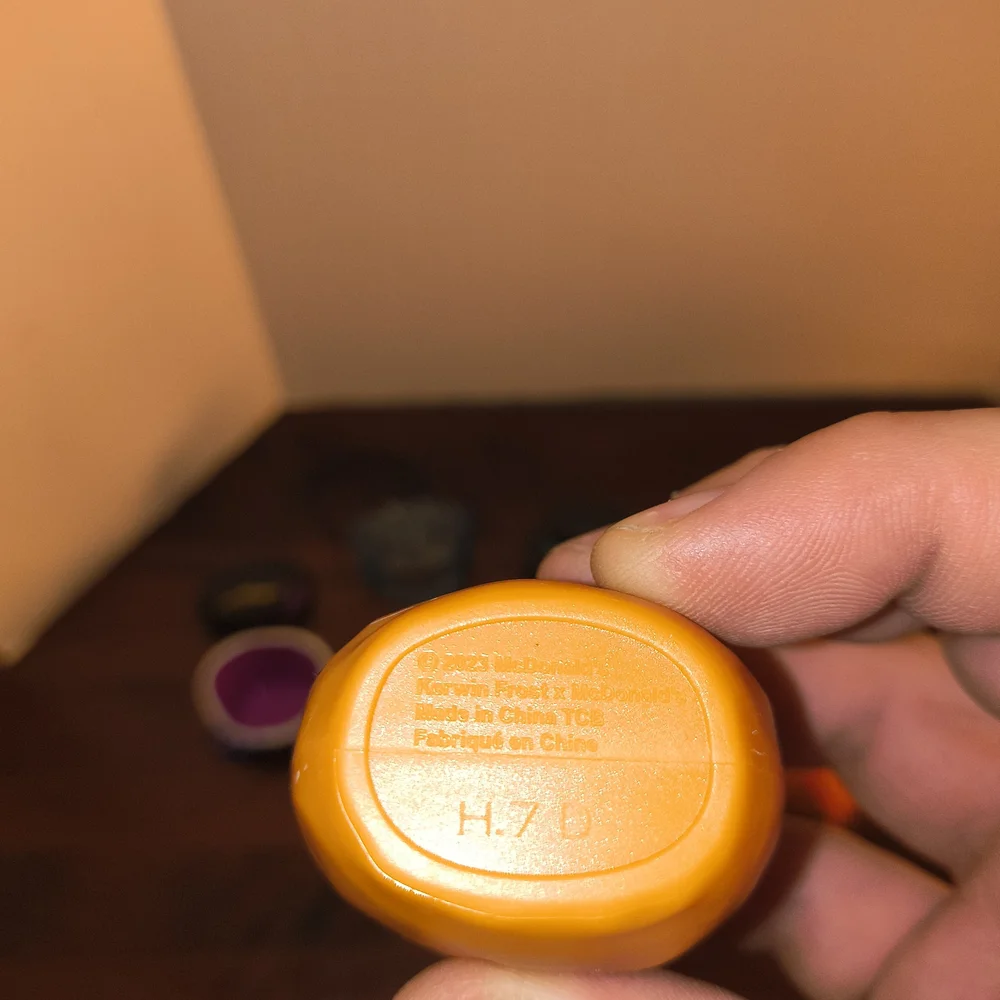 © 2023 McDonald's
Kerwin Frost x McDonald's
Made in China TCB
Fabriqué en Chine
H.7 D